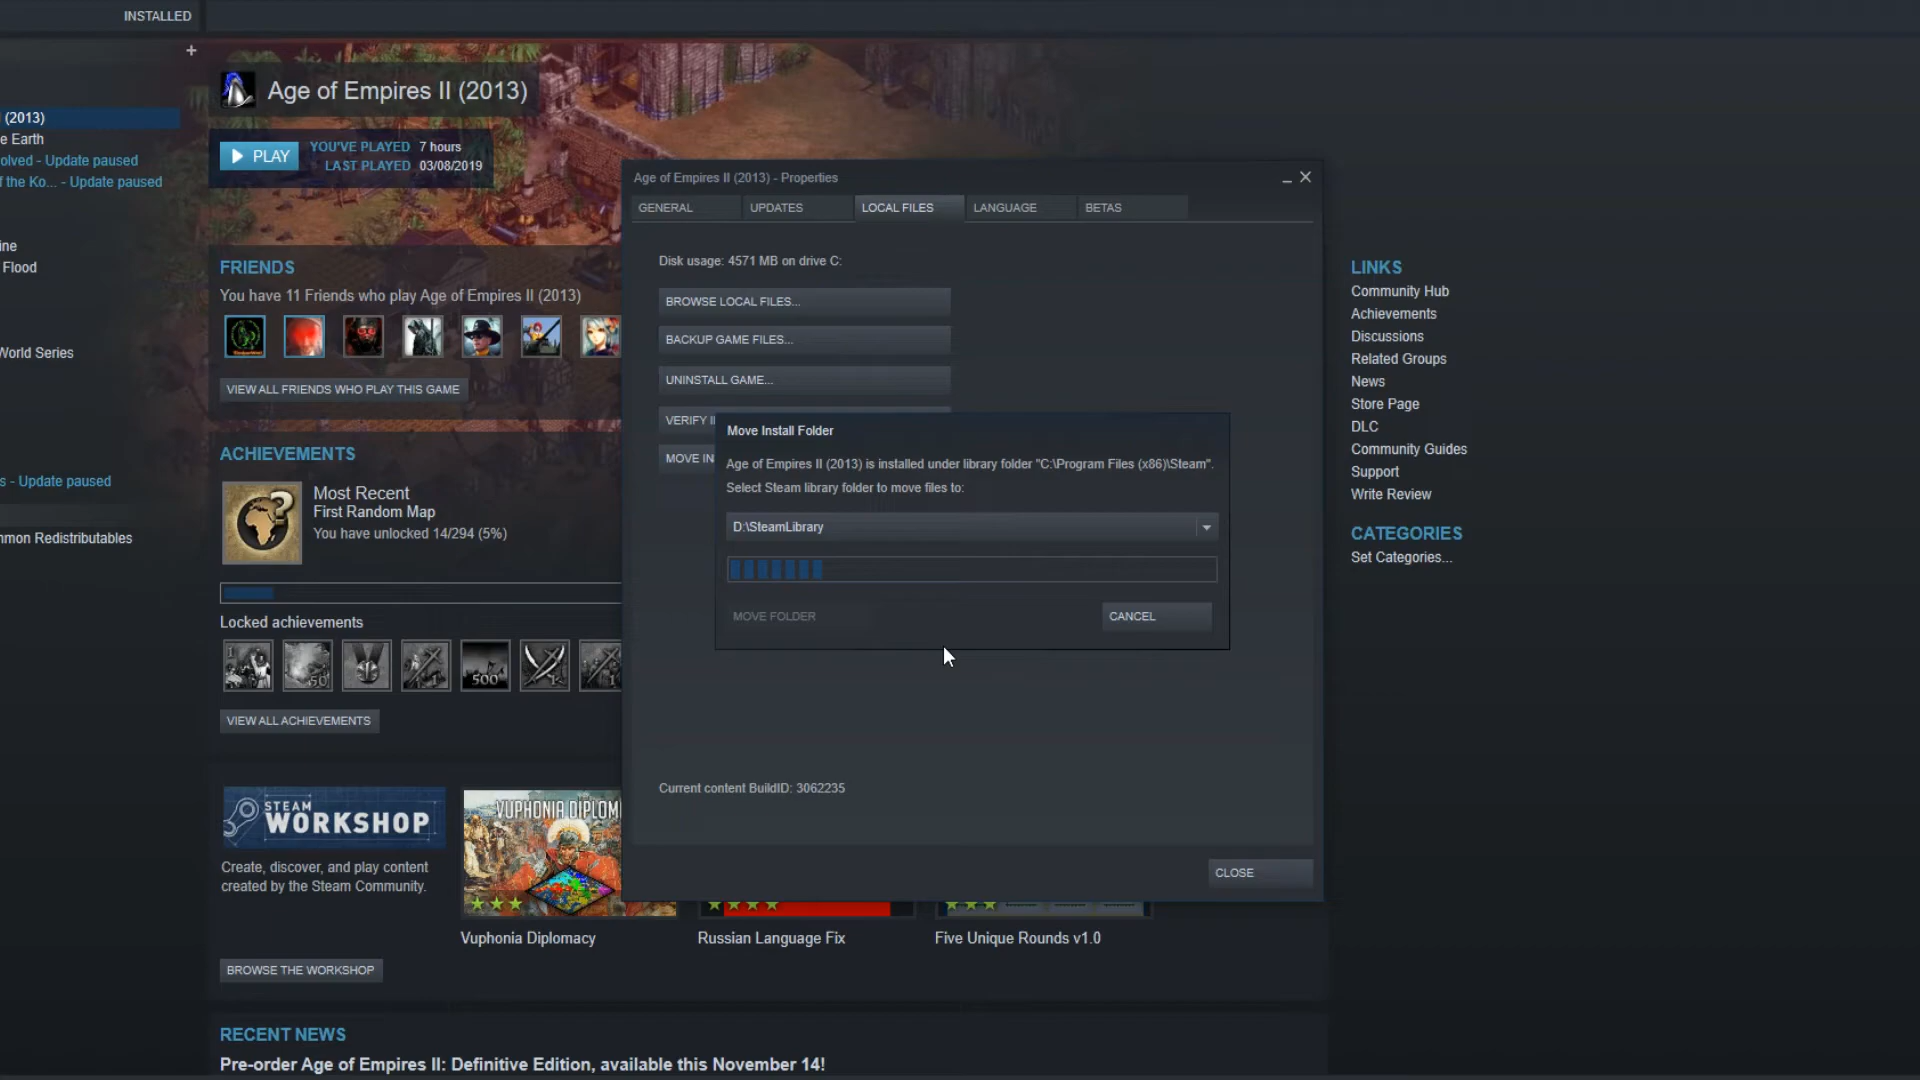 INSTALLED
+
Age of Empires II (2013)
(2013)
e Earth
PLAY
YOU'VE PLAYED 7 hours
LAST PLAYED 03/08/2019
olved - Update paused
f the Ko... - Update paused
ine
Flood
World Series
s - Update paused
mmon Redistributables
FRIENDS
You have 11 Friends who play Age of Empires II (2013)
VIEW ALL FRIENDS WHO PLAY THIS GAME
ACHIEVEMENTS
Most Recent
First Random Map
You have unlocked 14/294 (5%)
Locked achievements
1
50
1
500
1
VIEW ALL ACHIEVEMENTS
STEAM
WORKSHOP
Create, discover, and play content
created by the Steam Community.
BROWSE THE WORKSHOP
VUPHONIA DIPLOM
Vuphonia Diplomacy
Russian Language Fix
Five Unique Rounds v1.0
RECENT NEWS
Pre-order Age of Empires II: Definitive Edition, available this November 14!
Age of Empires II (2013) - Properties
GENERAL
UPDATES
LOCAL FILES
LANGUAGE
BETAS
Disk usage: 4571 MB on drive C:
BROWSE LOCAL FILES...
BACKUP GAME FILES...
UNINSTALL GAME...
VERIFY I
MOVE IN
Move Install Folder
Age of Empires II (2013) is installed under library folder "C:\Program Files (x86)\Steam".
Select Steam library folder to move files to:
D:\SteamLibrary
MOVE FOLDER
CANCEL
Current content BuildID: 3062235
CLOSE
LINKS
Community Hub
Achievements
Discussions
Related Groups
News
Store Page
DLC
Community Guides
Support
Write Review
CATEGORIES
Set Categories...